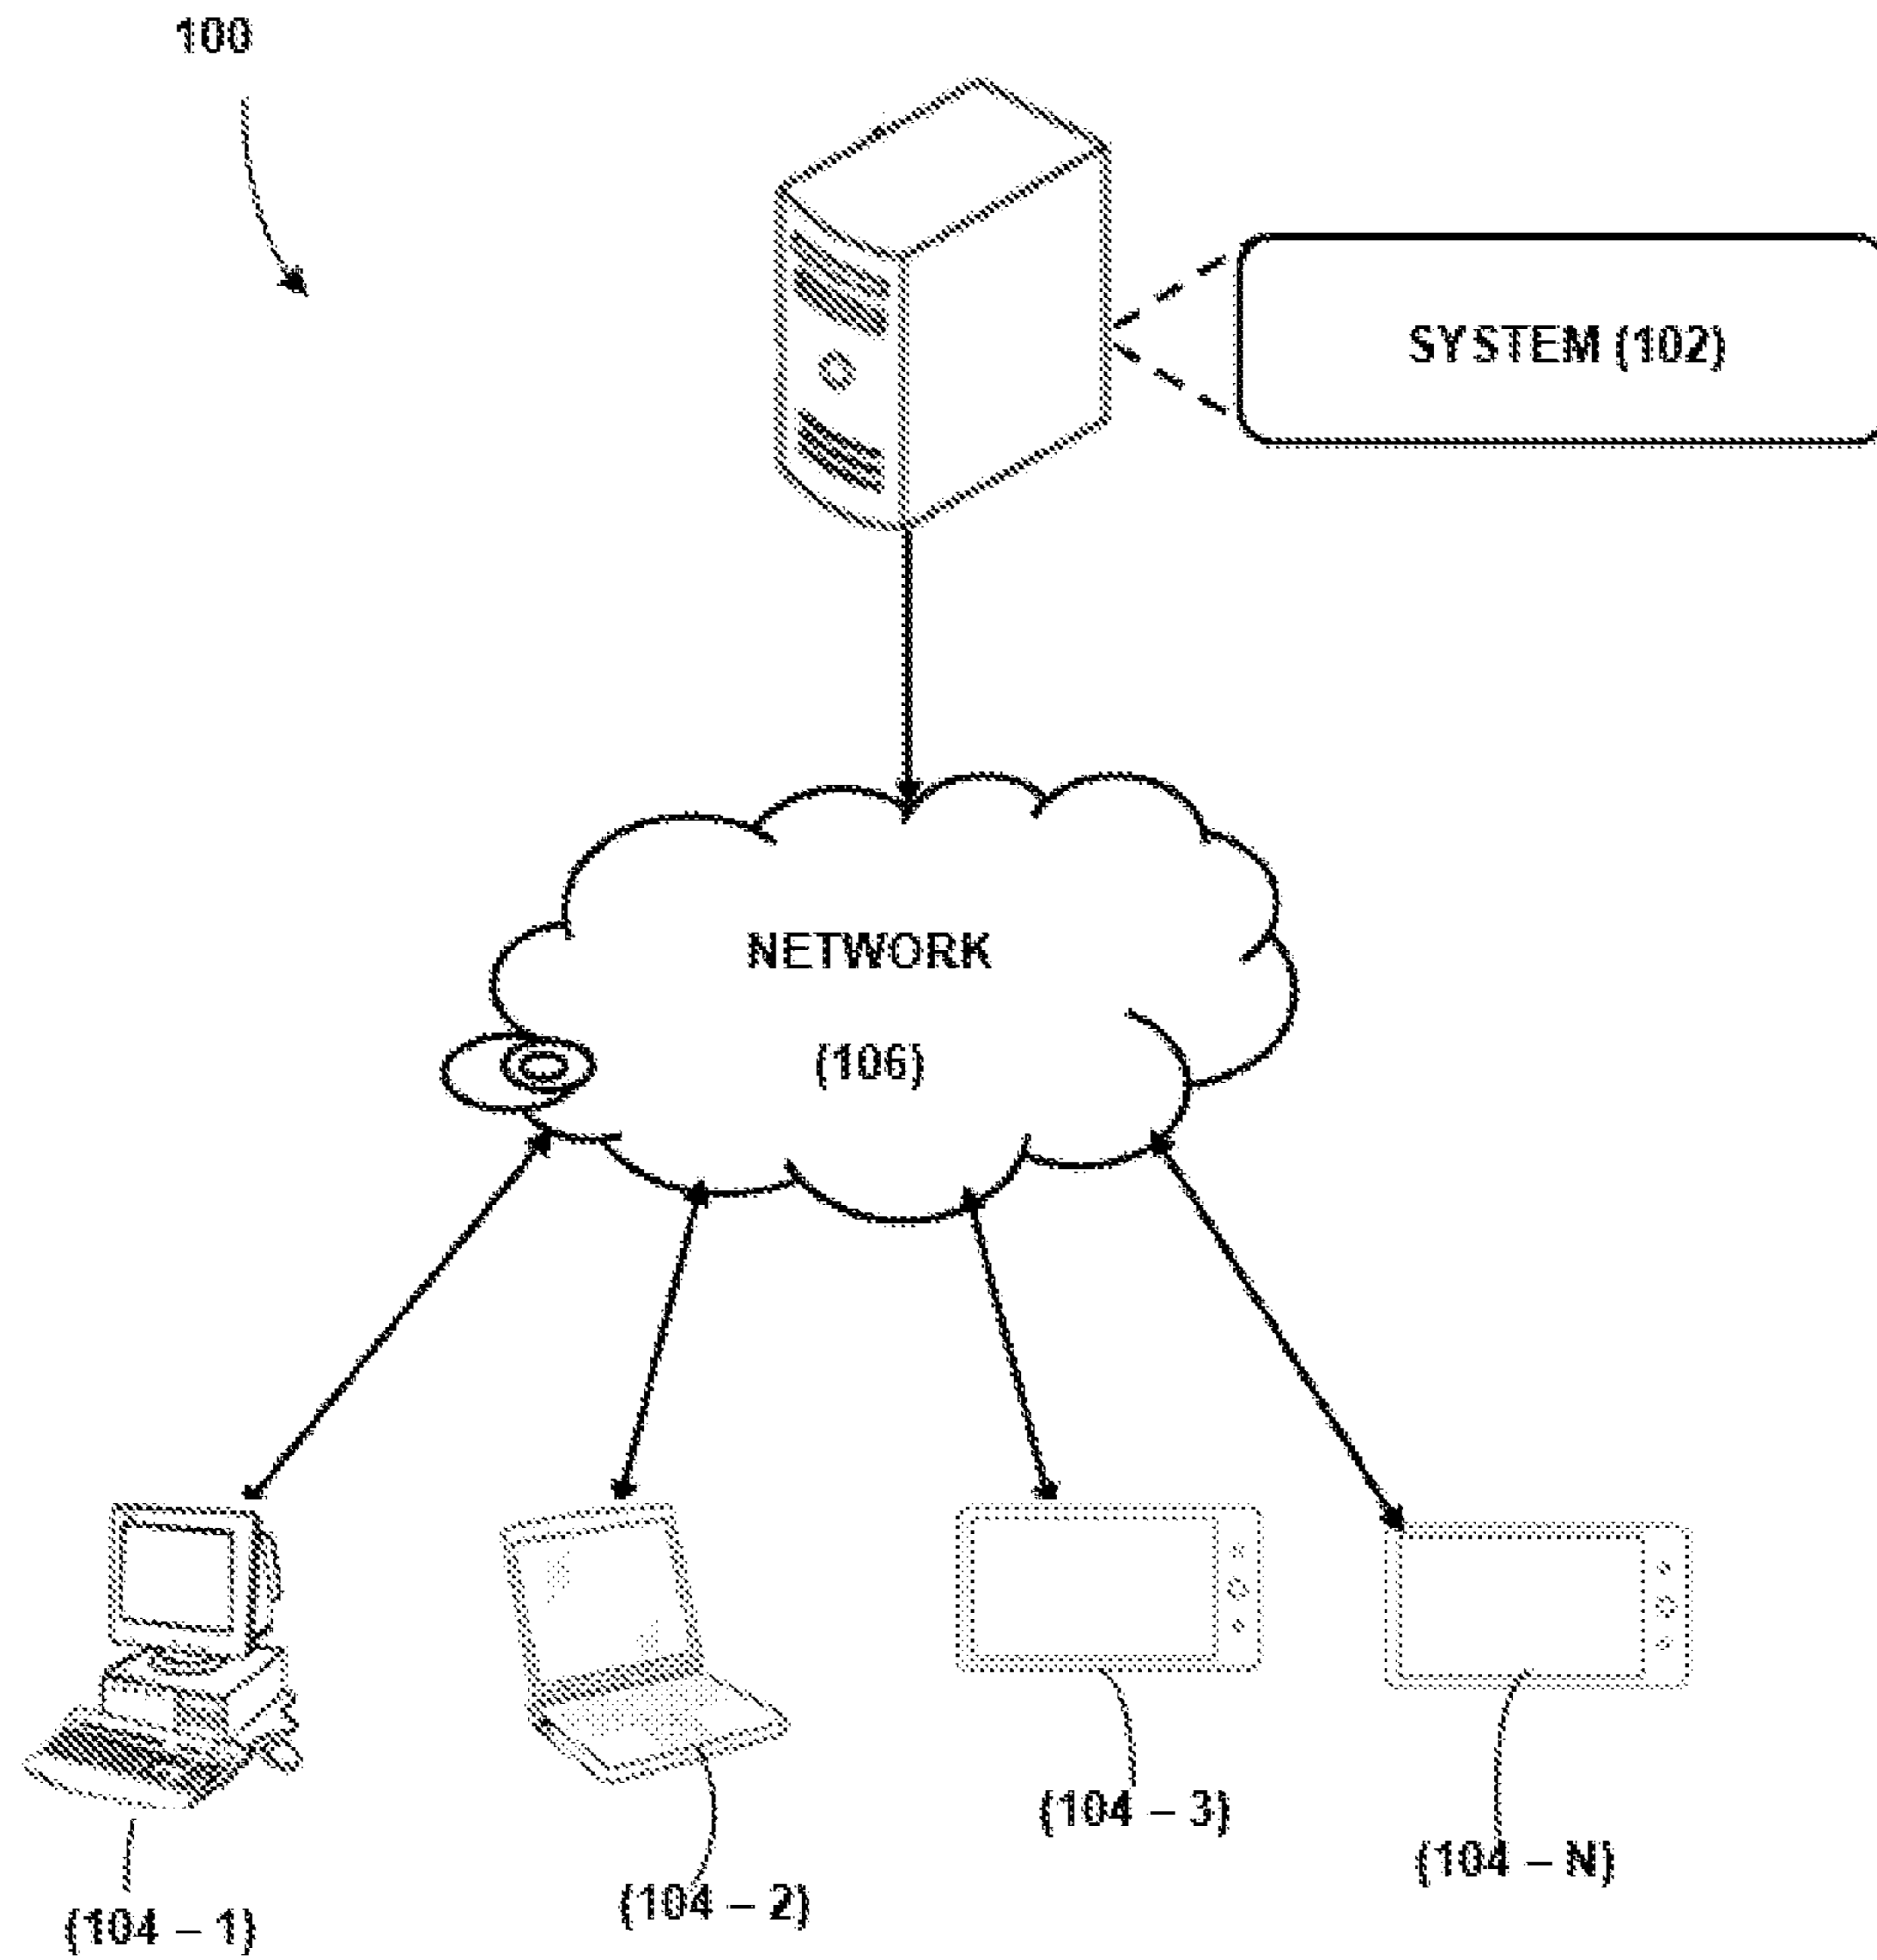 100
SYSTEM (102)
NETWORK
(106)
(104 – 1)
(104 – 2)
(104 – 3)
(104 – N)